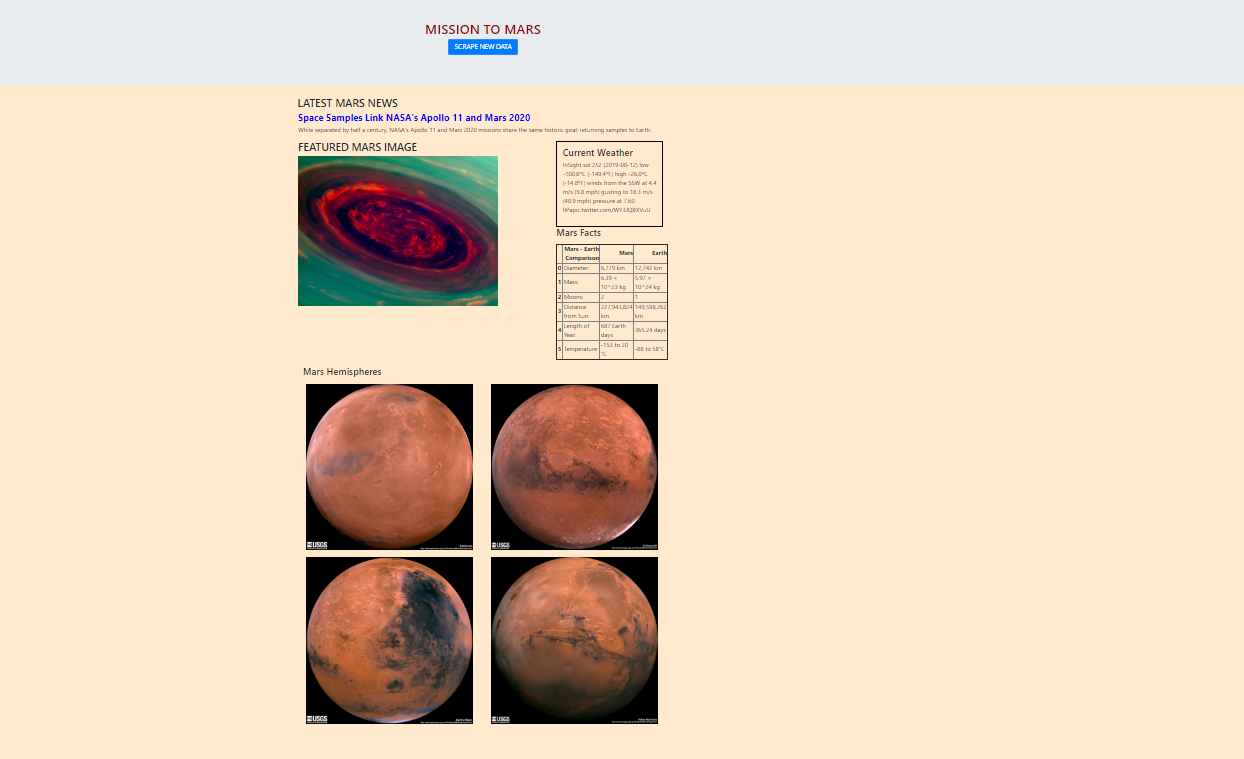 MISSION TO MARS
SCRAPE NEW DATA
LATEST MARS NEWS
Space Samples Link NASA's Apollo 11 and Mars 2020
While separated by half a century, NASA's Apollo 11 and Mars 2020 missions share the same historic goal: returning samples to Earth.
FEATURED MARS IMAGE
Current Weather
InSight sol 252 (2019-08-12) low
-100.8ºC (-149.4ºF) high -26.0ºC
(-14.8ºF) winds from the SSW at 4.4
m/s (9.8 mph) gusting to 18.3 m/s
(40.9 mph) pressure at 7.60
Mars Facts
Mars - Earth Comparison Mars Earth
0 Diameter: 6,779 km 12,742 km
1 Mass: 6.39 × 10^23 kg 5.97 × 10^24 kg
2 Moons: 2 1
3 Distance from Sun: 227,943,824 km 149,598,262 km
4 Length of Year: 687 Earth days 365.24 days
5 Temperature: -153 to 20 °C -88 to 58°C
Mars Hemispheres
USGS
USGS
USGS
USGS